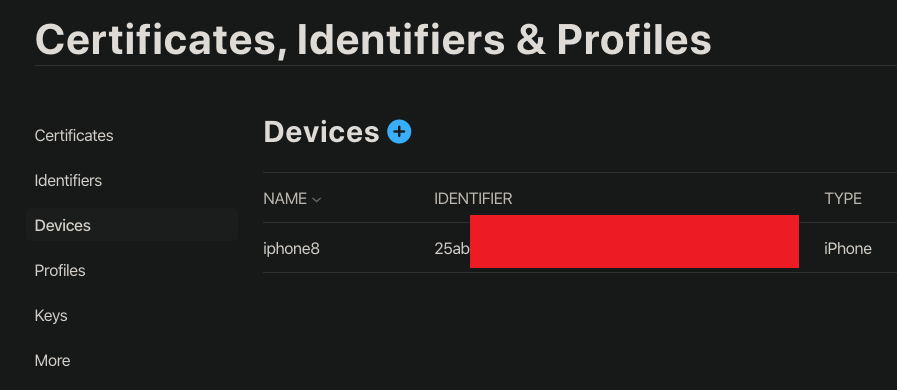 Certificates, Identifiers & Profiles
Certificates
Identifiers
Devices
Profiles
Keys
More
Devices
NAME IDENTIFIER TYPE
iphone8 25ab iPhone